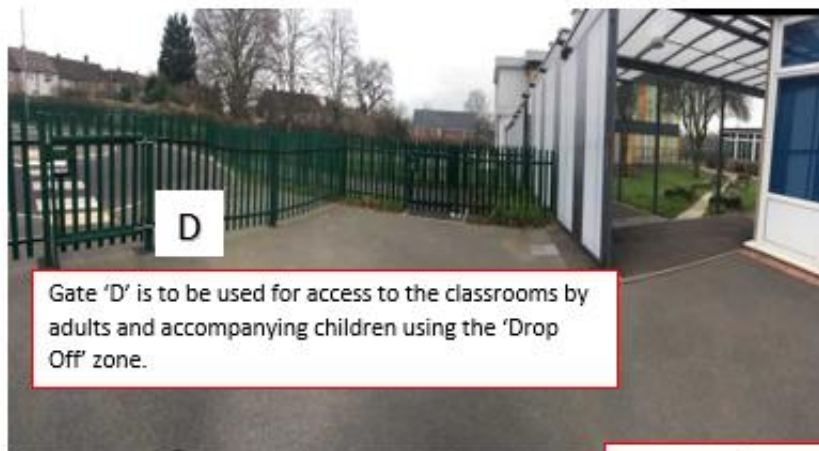 D
Gate ‘D’ is to be used for access to the classrooms by
adults and accompanying children using the ‘Drop
Off’ zone.